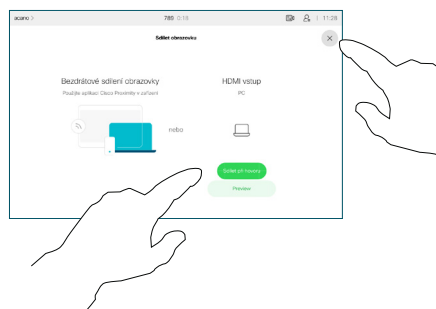 acano >
789 0:18
11:28
Sdílet obrazovku
Bezdrátové sdílení obrazovky
Použijte aplikaci Cisco Proximity v zařízení
nebo
HDMI vstup
PC
Sdílet při hovoru
Preview